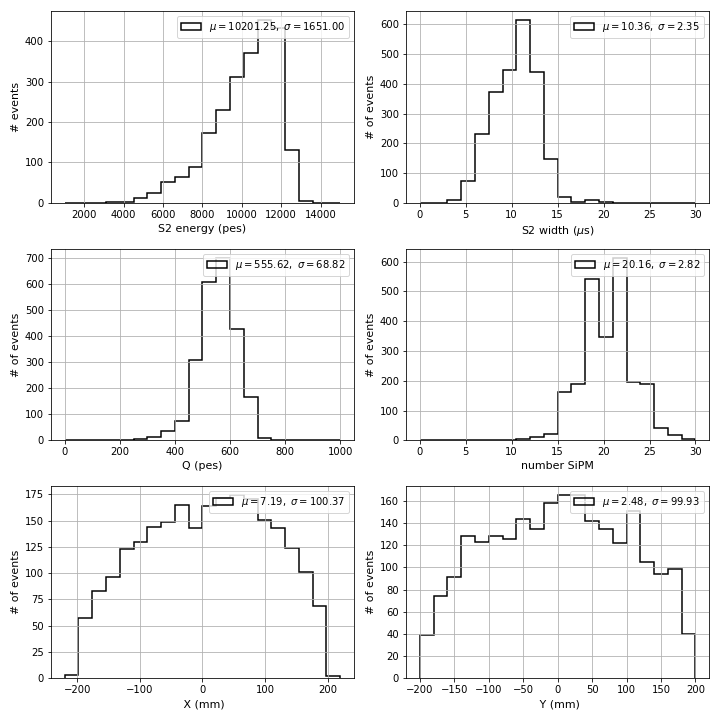 μ = 10201.25, σ = 1651.00
# events
400
300
200
100
0
2000 4000 6000 8000 10000 12000 14000
S2 energy (pes)
μ = 10.36, σ = 2.35
# of events
600
500
400
300
200
100
0
0 5 10 15 20 25 30
S2 width (μs)
μ = 555.62, σ = 68.82
# of events
700
600
500
400
300
200
100
0
0 200 400 600 800 1000
Q (pes)
μ = 20.16, σ = 2.82
# of events
600
500
400
300
200
100
0
0 5 10 15 20 25 30
number SiPM
μ = 7.19, σ = 100.37
# of events
175
150
125
100
75
50
25
0
−200 −100 0 100 200
X (mm)
μ = 2.48, σ = 99.93
# of events
160
140
120
100
80
60
40
20
0
−200 −150 −100 −50 0 50 100 150 200
Y (mm)